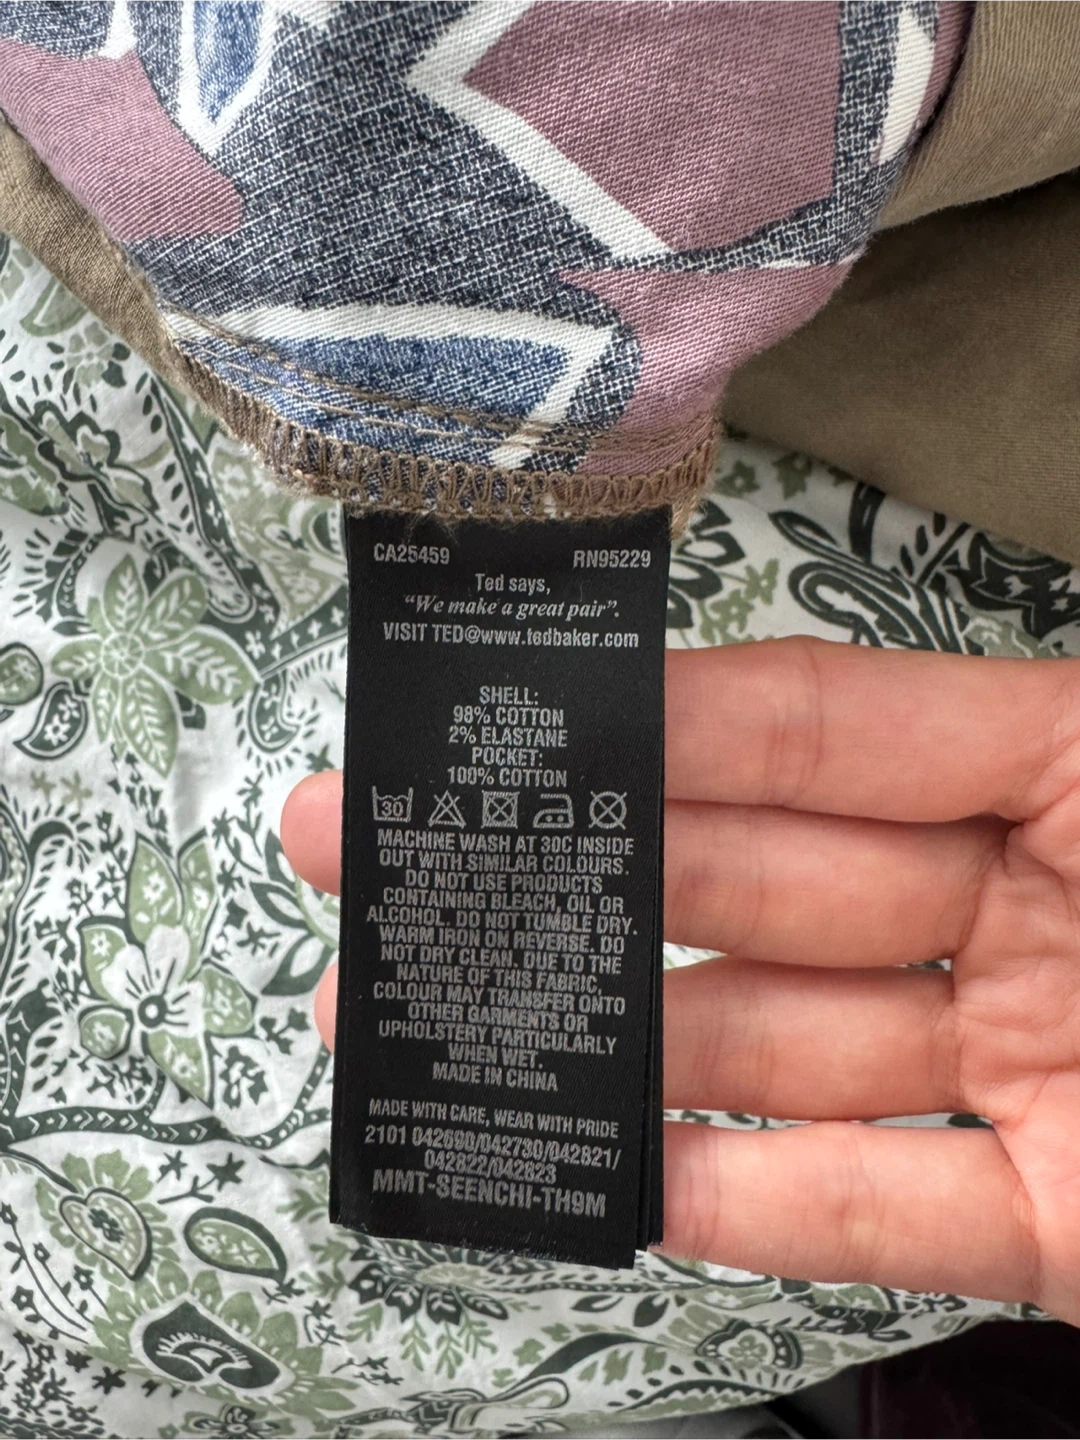 CA25459 RN95229
Ted says,
“We make a great pair”.
VISIT TED@www.tedbaker.com
SHELL:
98% COTTON
2% ELASTANE
POCKET:
100% COTTON
30
MACHINE WASH AT 30C INSIDE
OUT WITH SIMILAR COLOURS.
DO NOT USE PRODUCTS
CONTAINING BLEACH, OIL OR
ALCOHOL. DO NOT TUMBLE DRY.
WARM IRON ON REVERSE. DO
NOT DRY CLEAN. DUE TO THE
NATURE OF THIS FABRIC,
COLOUR MAY TRANSFER ONTO
OTHER GARMENTS OR
UPHOLSTERY PARTICULARLY
WHEN WET.
MADE IN CHINA
MADE WITH CARE, WEAR WITH PRIDE
2101 042690/042730/042821/
042822/042823
MMT-SEENCHI-TH9M